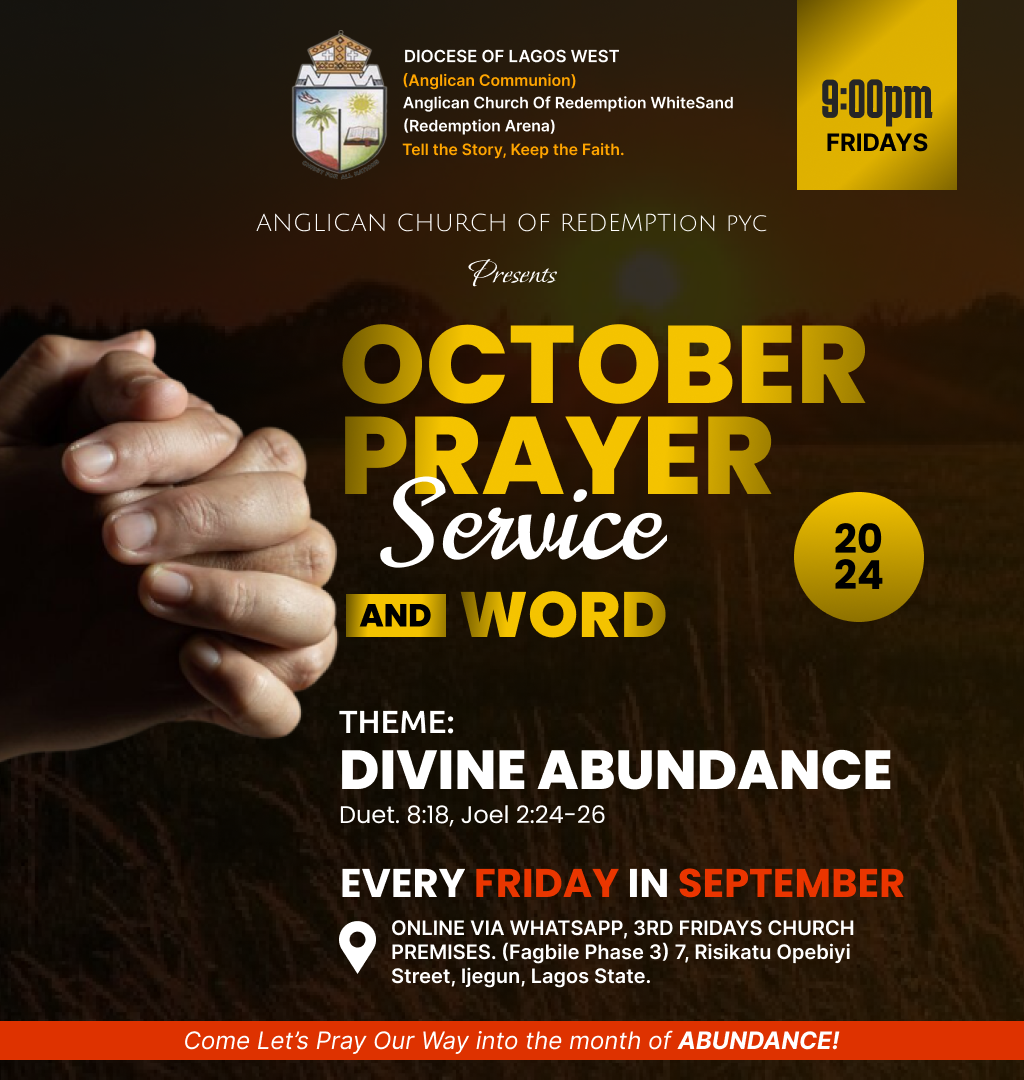 DIOCESE OF LAGOS WEST
(Anglican Communion)
Anglican Church Of Redemption WhiteSand
(Redemption Arena)
Tell the Story, Keep the Faith.
9:00pm
FRIDAYS
ANGLICAN CHURCH OF REDEMPTION PYC
Presents
OCTOBER
PRAYER
Service
AND WORD
20
24
THEME:
DIVINE ABUNDANCE
Duet. 8:18, Joel 2:24-26
EVERY FRIDAY IN SEPTEMBER
ONLINE VIA WHATSAPP, 3RD FRIDAYS CHURCH
PREMISES. (Fagbile Phase 3) 7, Risikatu Opebiyi
Street, Ijegun, Lagos State.
Come Let's Pray Our Way into the month of ABUNDANCE!